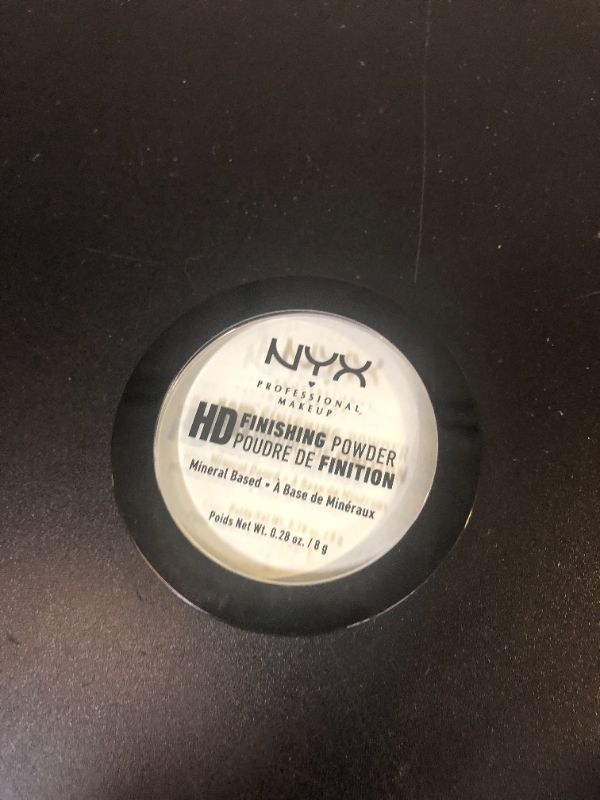 NYX
PROFESSIONAL
MAKEUP
HD FINISHING POWDER
POUDRE DE FINITION
Mineral Based • À Base de Minéraux
Poids Net Wt. 0.28 oz. / 8 g